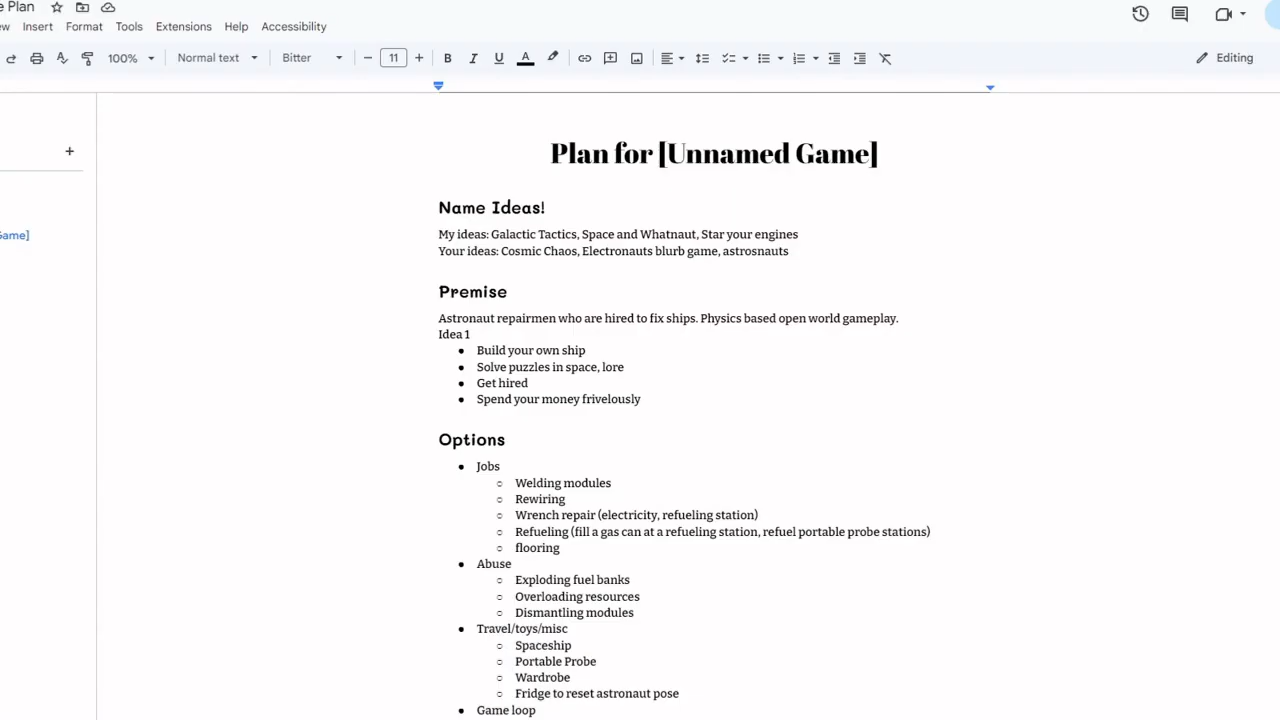 e Plan
ew Insert Format Tools Extensions Help Accessibility
100% Normal text Bitter 11 B I U A Editing
Plan for [Unnamed Game]
Game]
Name Ideas!
My ideas: Galactic Tactics, Space and Whatnaut, Star your engines
Your ideas: Cosmic Chaos, Electronauts blurb game, astrosnauts
Premise
Astronaut repairmen who are hired to fix ships. Physics based open world gameplay.
Idea 1
Build your own ship
Solve puzzles in space, lore
Get hired
Spend your money frivelously
Options
Jobs
Welding modules
Rewiring
Wrench repair (electricity, refueling station)
Refueling (fill a gas can at a refueling station, refuel portable probe stations)
flooring
Abuse
Exploding fuel banks
Overloading resources
Dismantling modules
Travel/toys/misc
Spaceship
Portable Probe
Wardrobe
Fridge to reset astronaut pose
Game loop